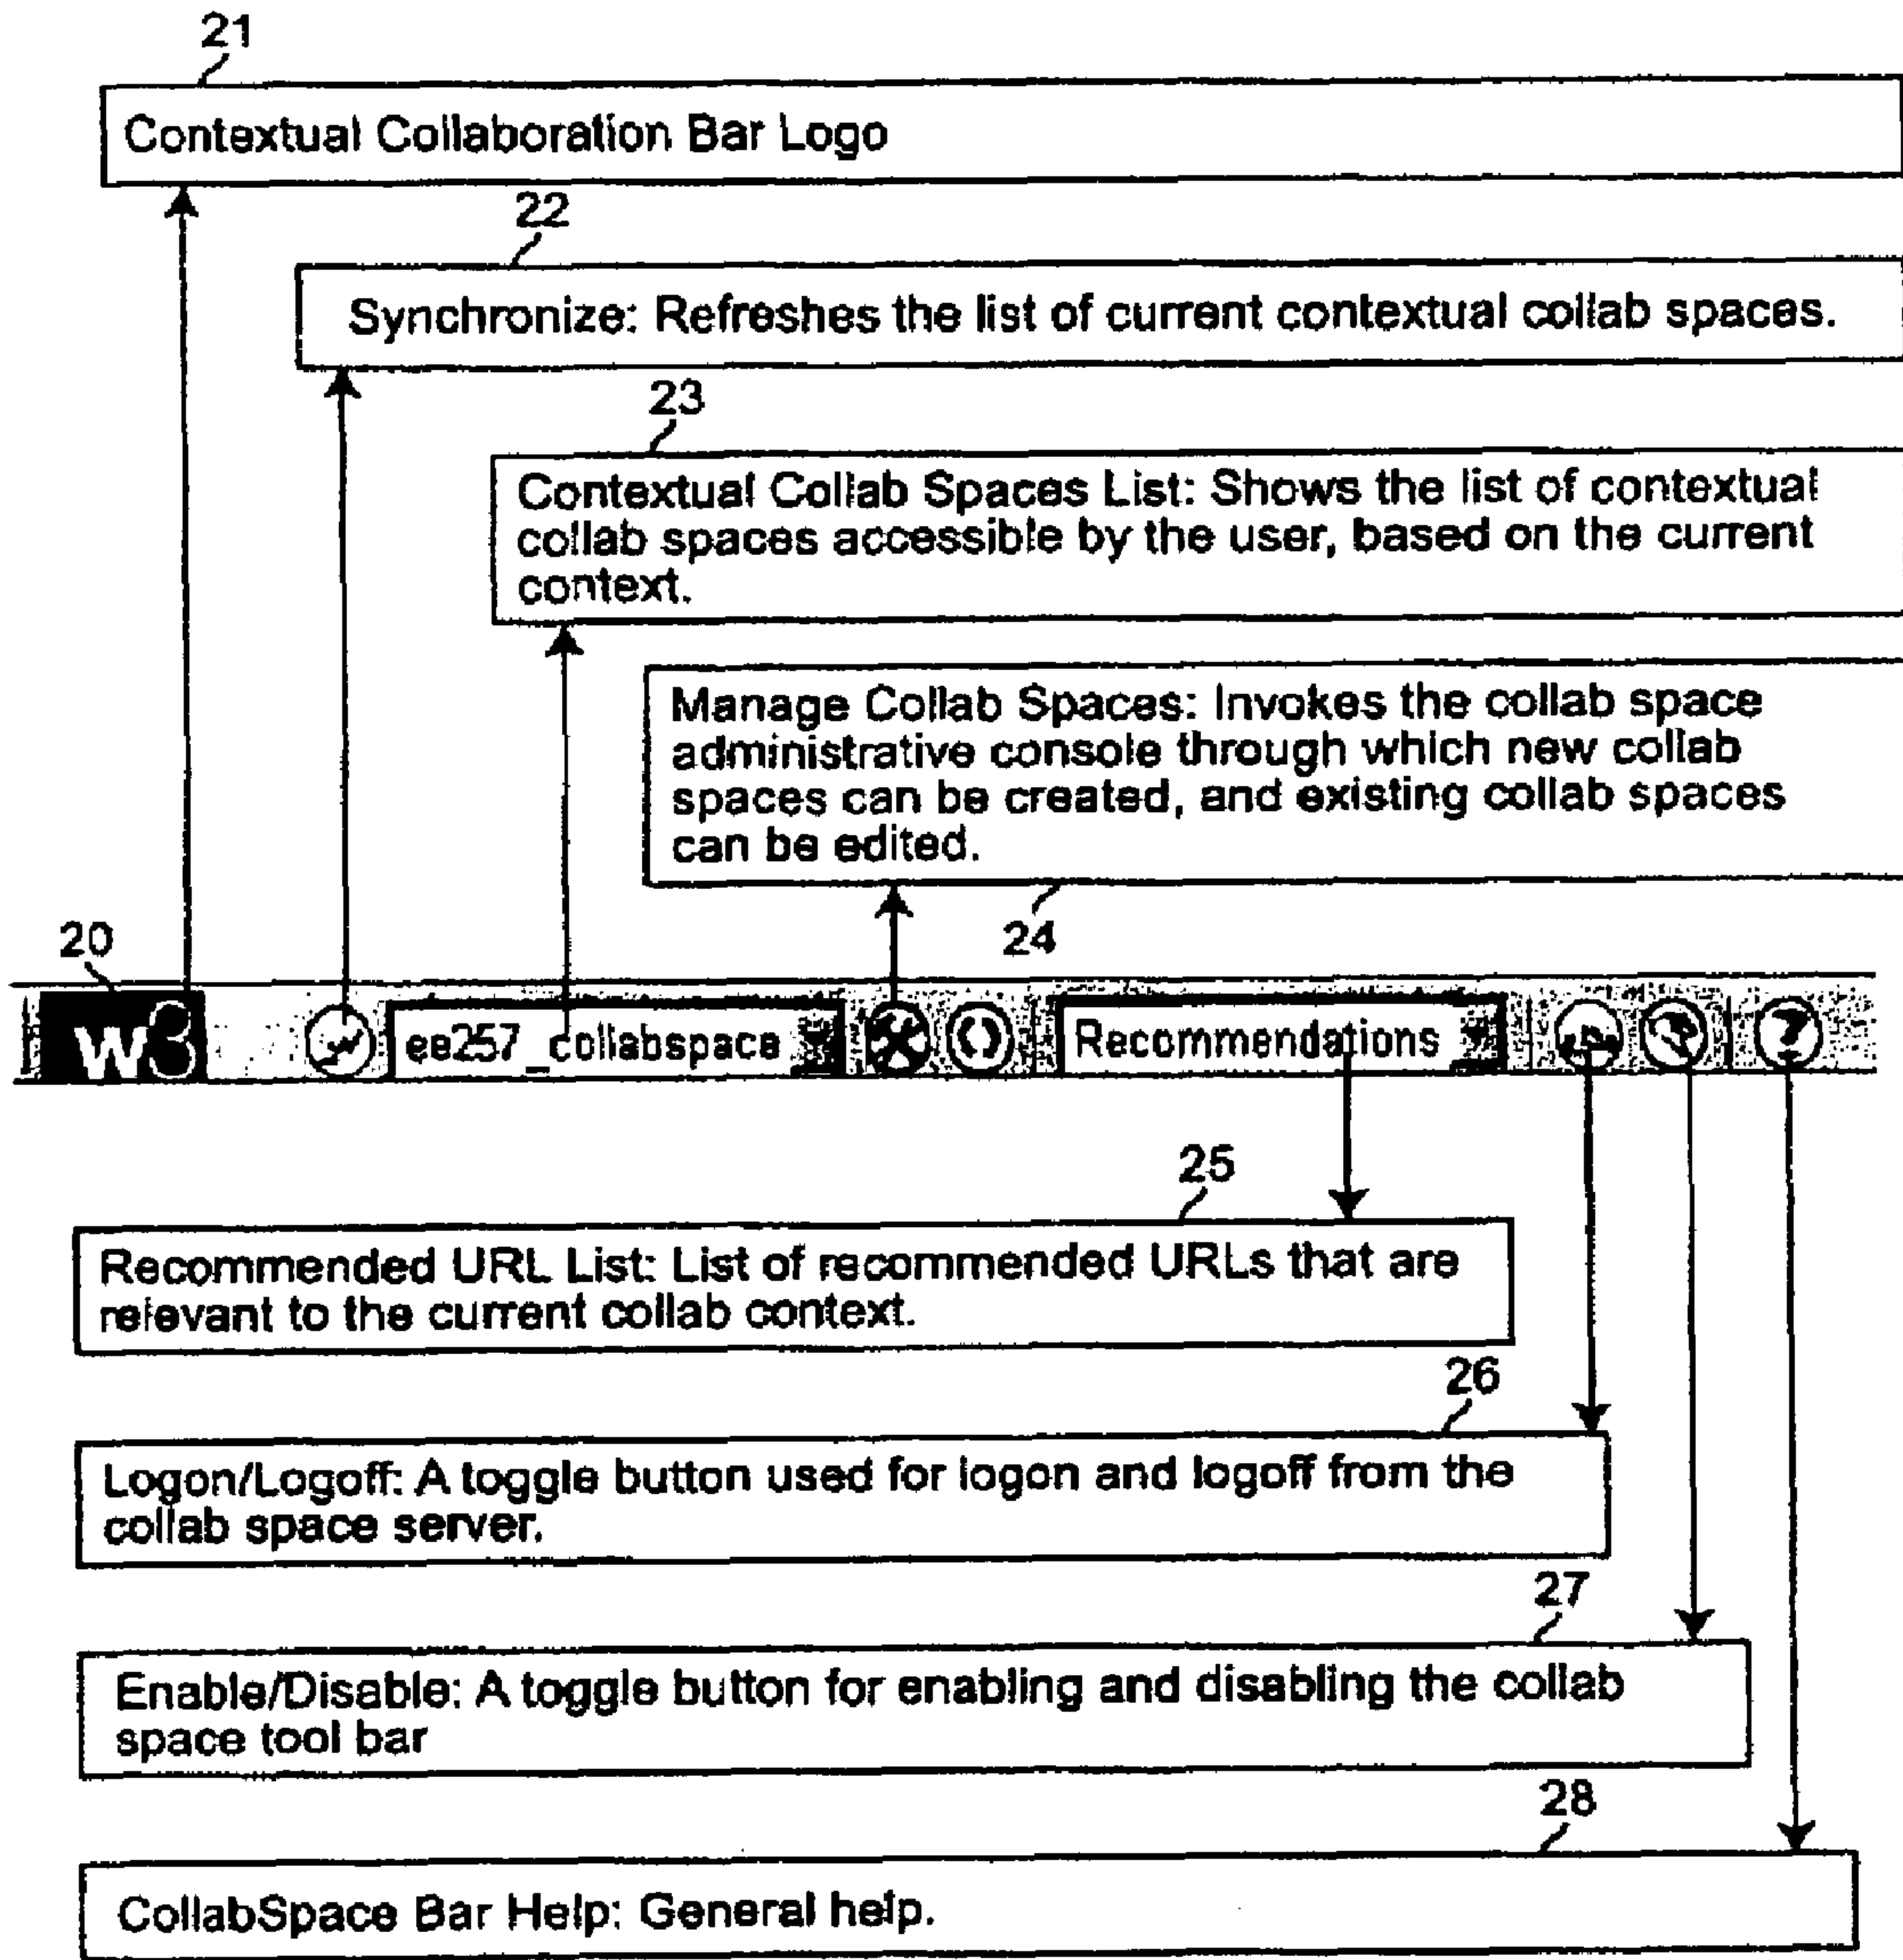 21
Contextual Collaboration Bar Logo
22
Synchronize: Refreshes the list of current contextual collab spaces.
23
Contextual Collab Spaces List: Shows the list of contextual
collab spaces accessible by the user, based on the current
context.
Manage Collab Spaces: Invokes the collab space
administrative console through which new collab
spaces can be created, and existing collab spaces
can be edited.
24
20
w3
ee257_collabspace
Recommendations
?
25
Recommended URL List: List of recommended URLs that are
relevant to the current collab context.
26
Logon/Logoff: A toggle button used for logon and logoff from the
collab space server.
27
Enable/Disable: A toggle button for enabling and disabling the collab
space tool bar
28
CollabSpace Bar Help: General help.